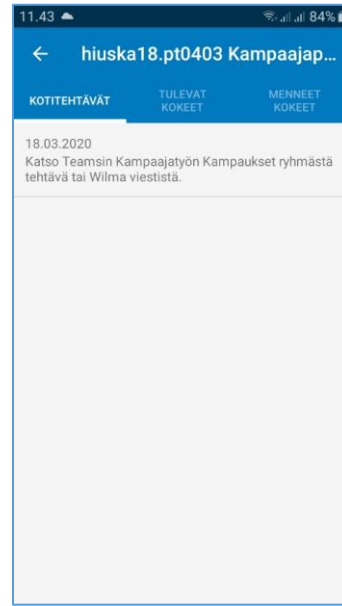 11.43 84%
hiuska18.pt0403 Kampaajap...
KOTITEHTÄVÄT
TULEVAT
KOKEET
MENNEET
KOKEET
18.03.2020
Katso Teamsin Kampaajatyön Kampaukset ryhmästä
tehtävä tai Wilma viestistä.